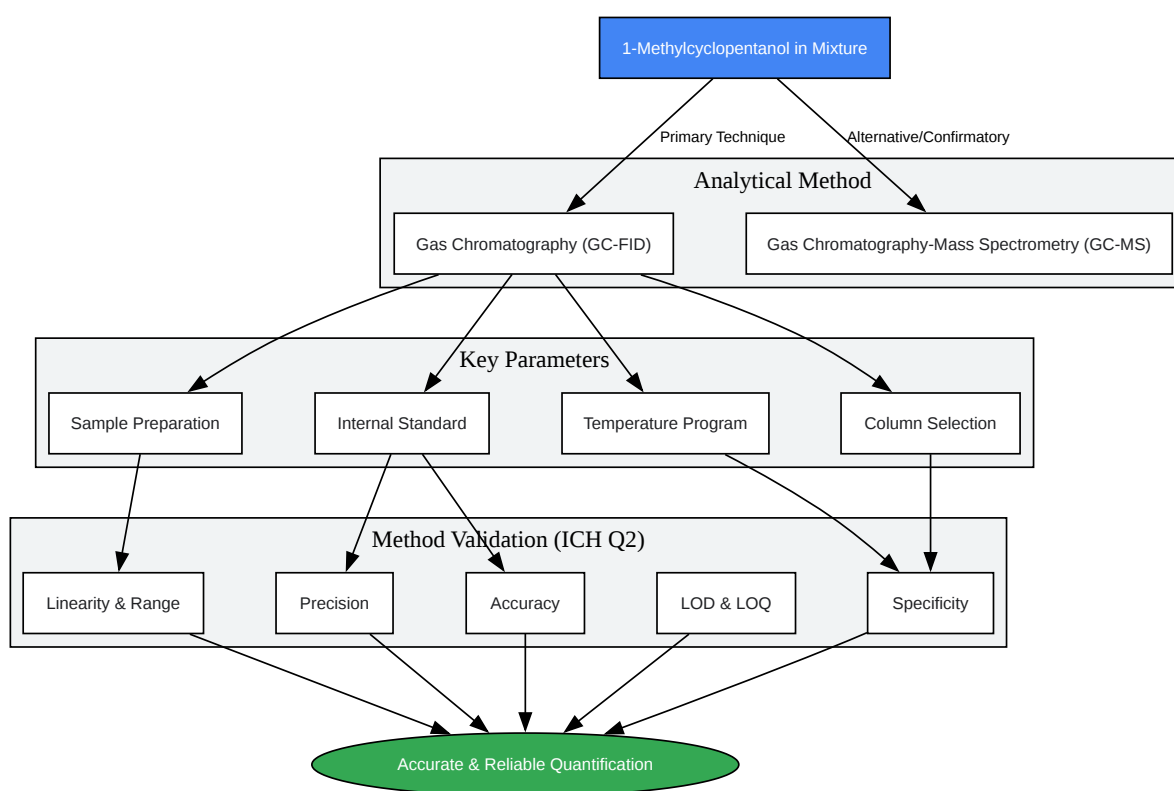 1-Methylcyclopentanol in Mixture
Primary Technique
Alternative/Confirmatory
Analytical Method
Gas Chromatography (GC-FID)
Gas Chromatography-Mass Spectrometry (GC-MS)
Key Parameters
Sample Preparation
Internal Standard
Temperature Program
Column Selection
Method Validation (ICH Q2)
Linearity & Range
Precision
Accuracy
LOD & LOQ
Specificity
Accurate & Reliable Quantification